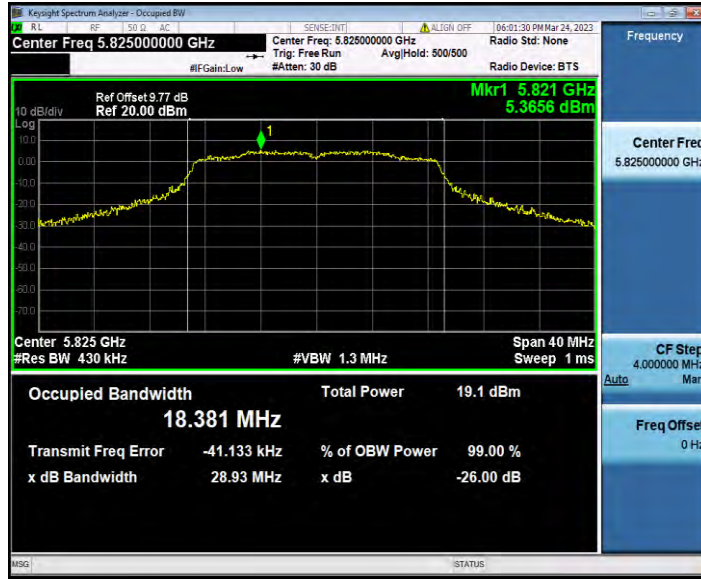 Keysight Spectrum Analyzer - Occupied BW
RL RF 50 Ω AC SENSE:INT ALIGN OFF 06:01:30 PM Mar 24, 2023
Center Freq 5.825000000 GHz
Center Freq: 5.825000000 GHz
Radio Std: None
Trig: Free Run Avg|Hold: 500/500
#IFGain:Low
#Atten: 30 dB
Radio Device: BTS
Frequency
Ref Offset 9.77 dB
Mkr1 5.821 GHz
10 dB/div Ref 20.00 dBm
5.3656 dBm
Log
10.0
0.00
-10.0
-20.0
-30.0
-40.0
-50.0
-60.0
-70.0
1
Center Freq
5.825000000 GHz
Center 5.825 GHz
Span 40 MHz
#Res BW 430 kHz
#VBW 1.3 MHz
Sweep 1 ms
CF Step
4.000000 MHz
Auto Man
Occupied Bandwidth
Total Power 19.1 dBm
18.381 MHz
Transmit Freq Error -41.133 kHz
% of OBW Power 99.00 %
x dB Bandwidth 28.93 MHz
x dB -26.00 dB
Freq Offset
0 Hz
MSG
STATUS